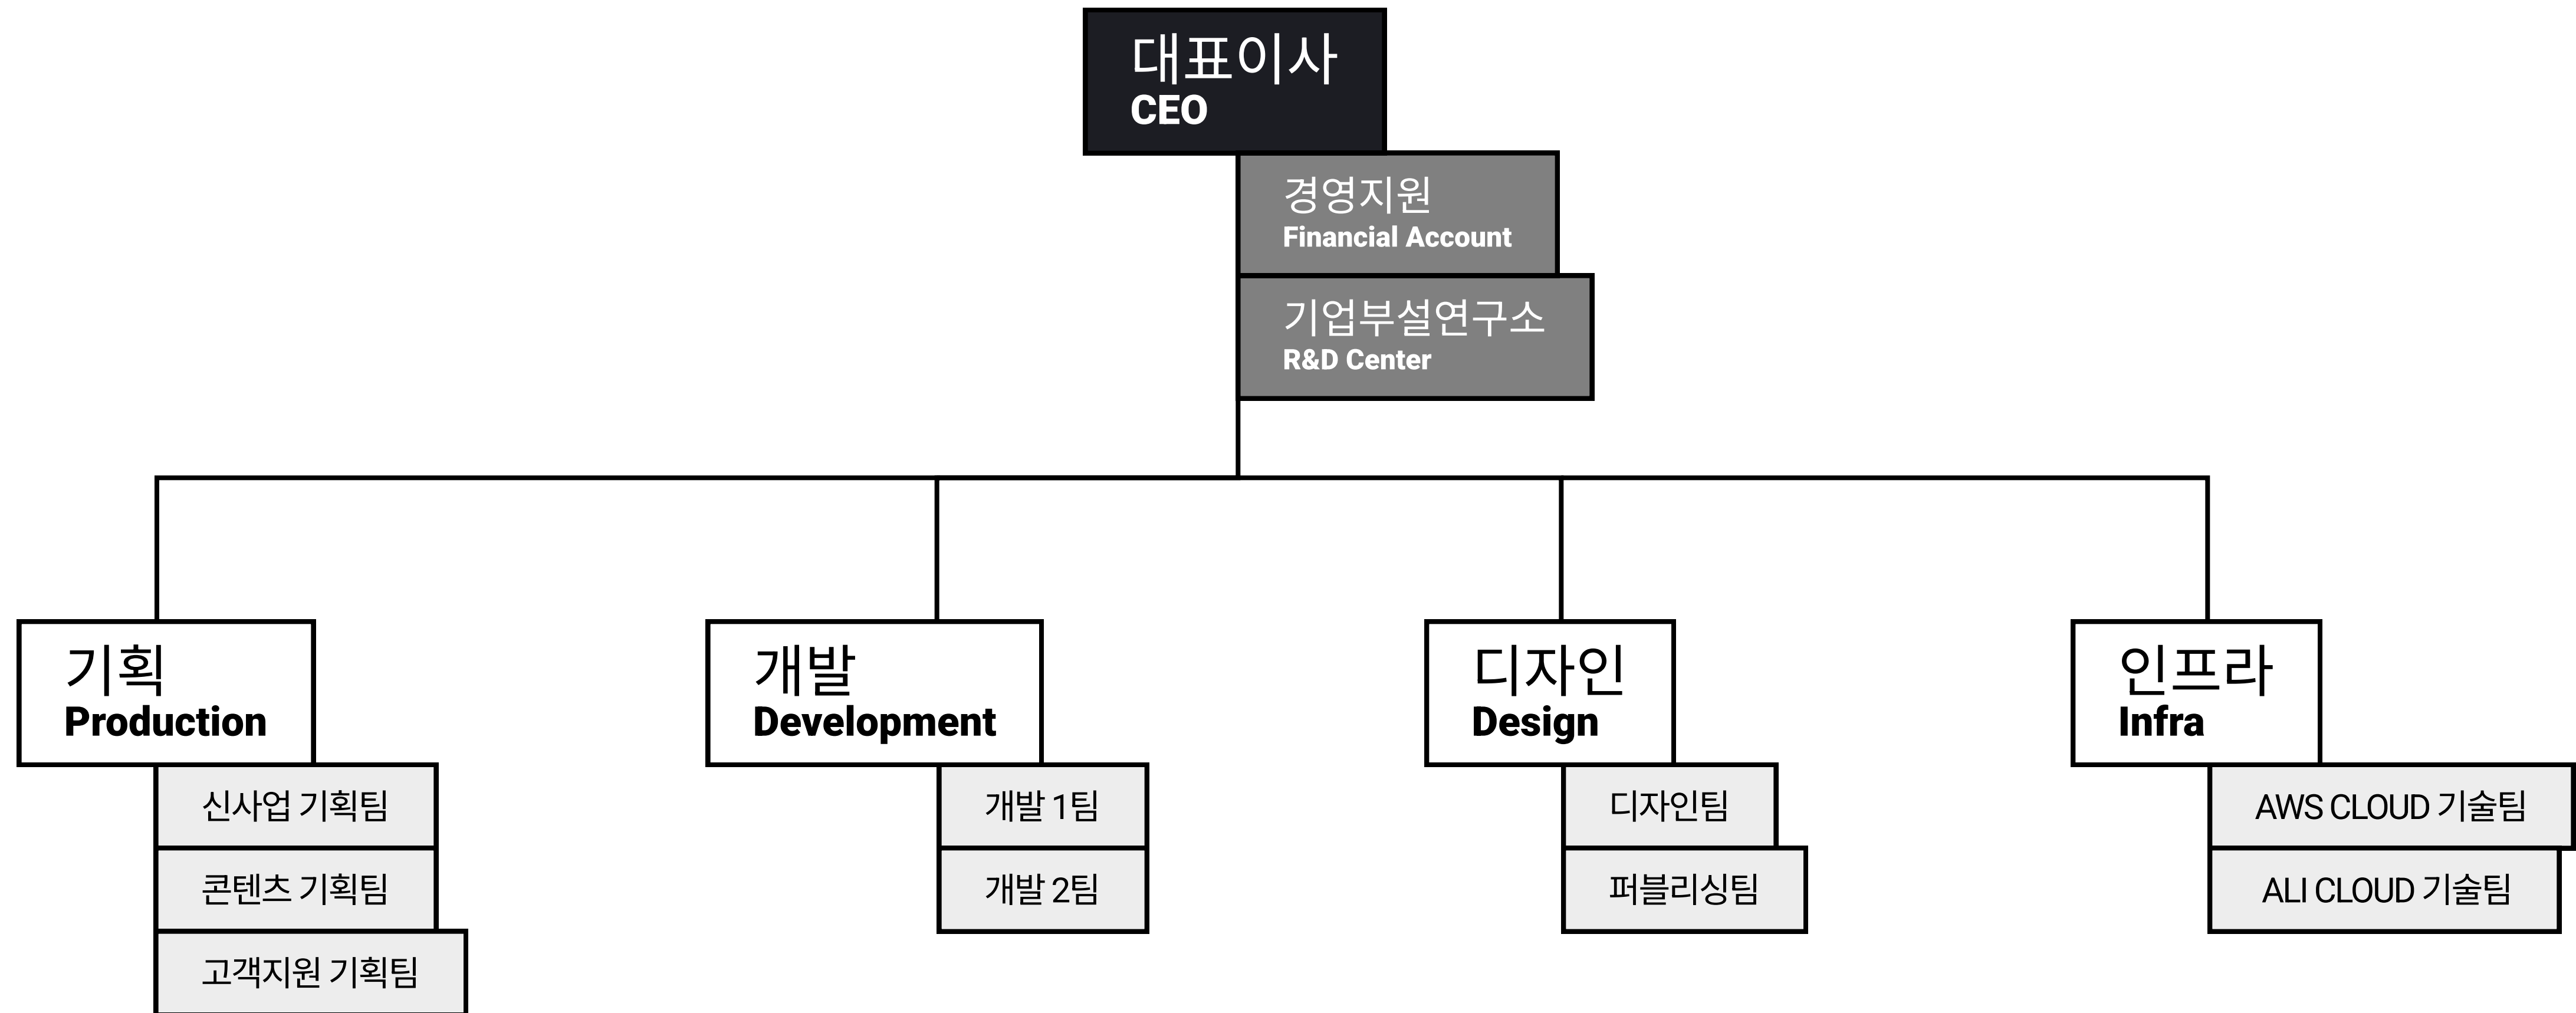 대표이사
CEO
경영지원
Financial Account
기업부설연구소
R&D Center
기획
Production
신사업 기획팀
콘텐츠 기획팀
고객지원 기획팀
개발
Development
개발 1팀
개발 2팀
디자인
Design
디자인팀
퍼블리싱팀
인프라
Infra
AWS CLOUD 기술팀
ALI CLOUD 기술팀